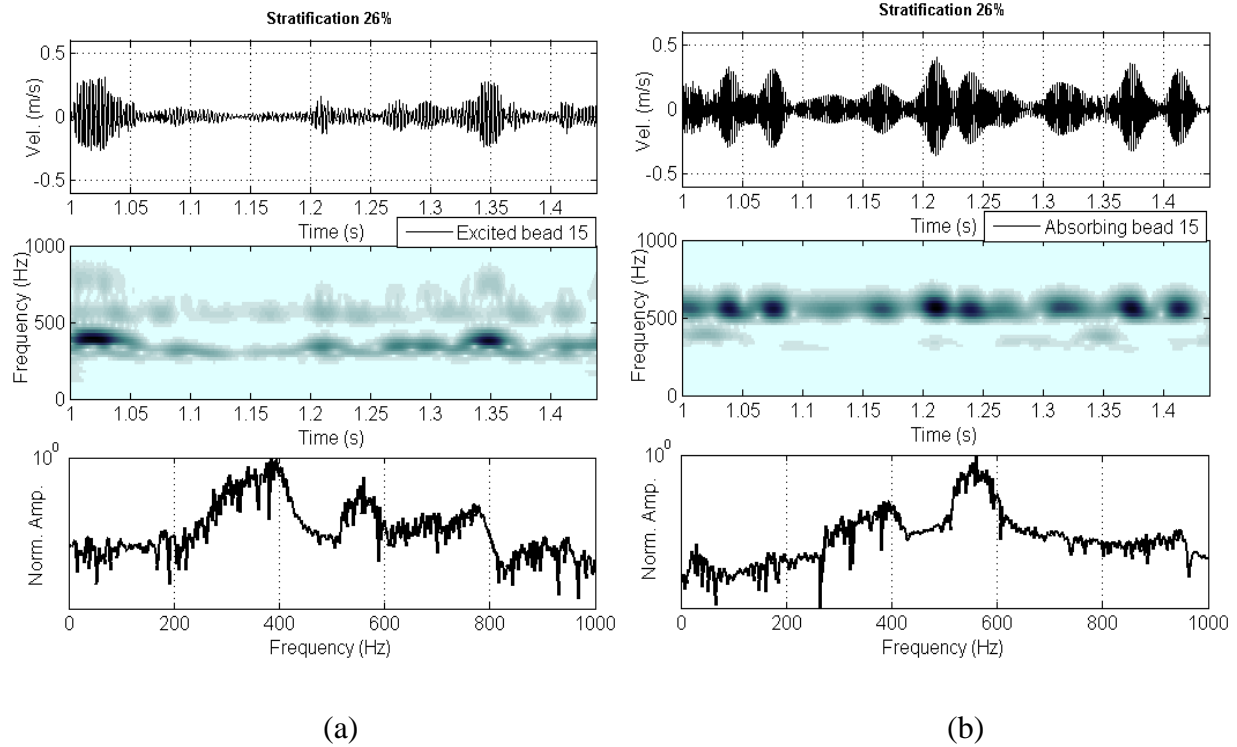 Stratification 26%
0.5
0
-0.5
Vel. (m/s)
1 1.05 1.1 1.15 1.2 1.25 1.3 1.35 1.4
Time (s)
Excited bead 15
1000
500
0
Frequency (Hz)
1 1.05 1.1 1.15 1.2 1.25 1.3 1.35 1.4
Time (s)
10^0
Norm. Amp.
0 200 400 600 800 1000
Frequency (Hz)
(a)
Stratification 26%
0.5
0
-0.5
Vel. (m/s)
1 1.05 1.1 1.15 1.2 1.25 1.3 1.35 1.4
Time (s)
Absorbing bead 15
1000
500
0
Frequency (Hz)
1 1.05 1.1 1.15 1.2 1.25 1.3 1.35 1.4
Time (s)
10^0
Norm. Amp.
0 200 400 600 800 1000
Frequency (Hz)
(b)